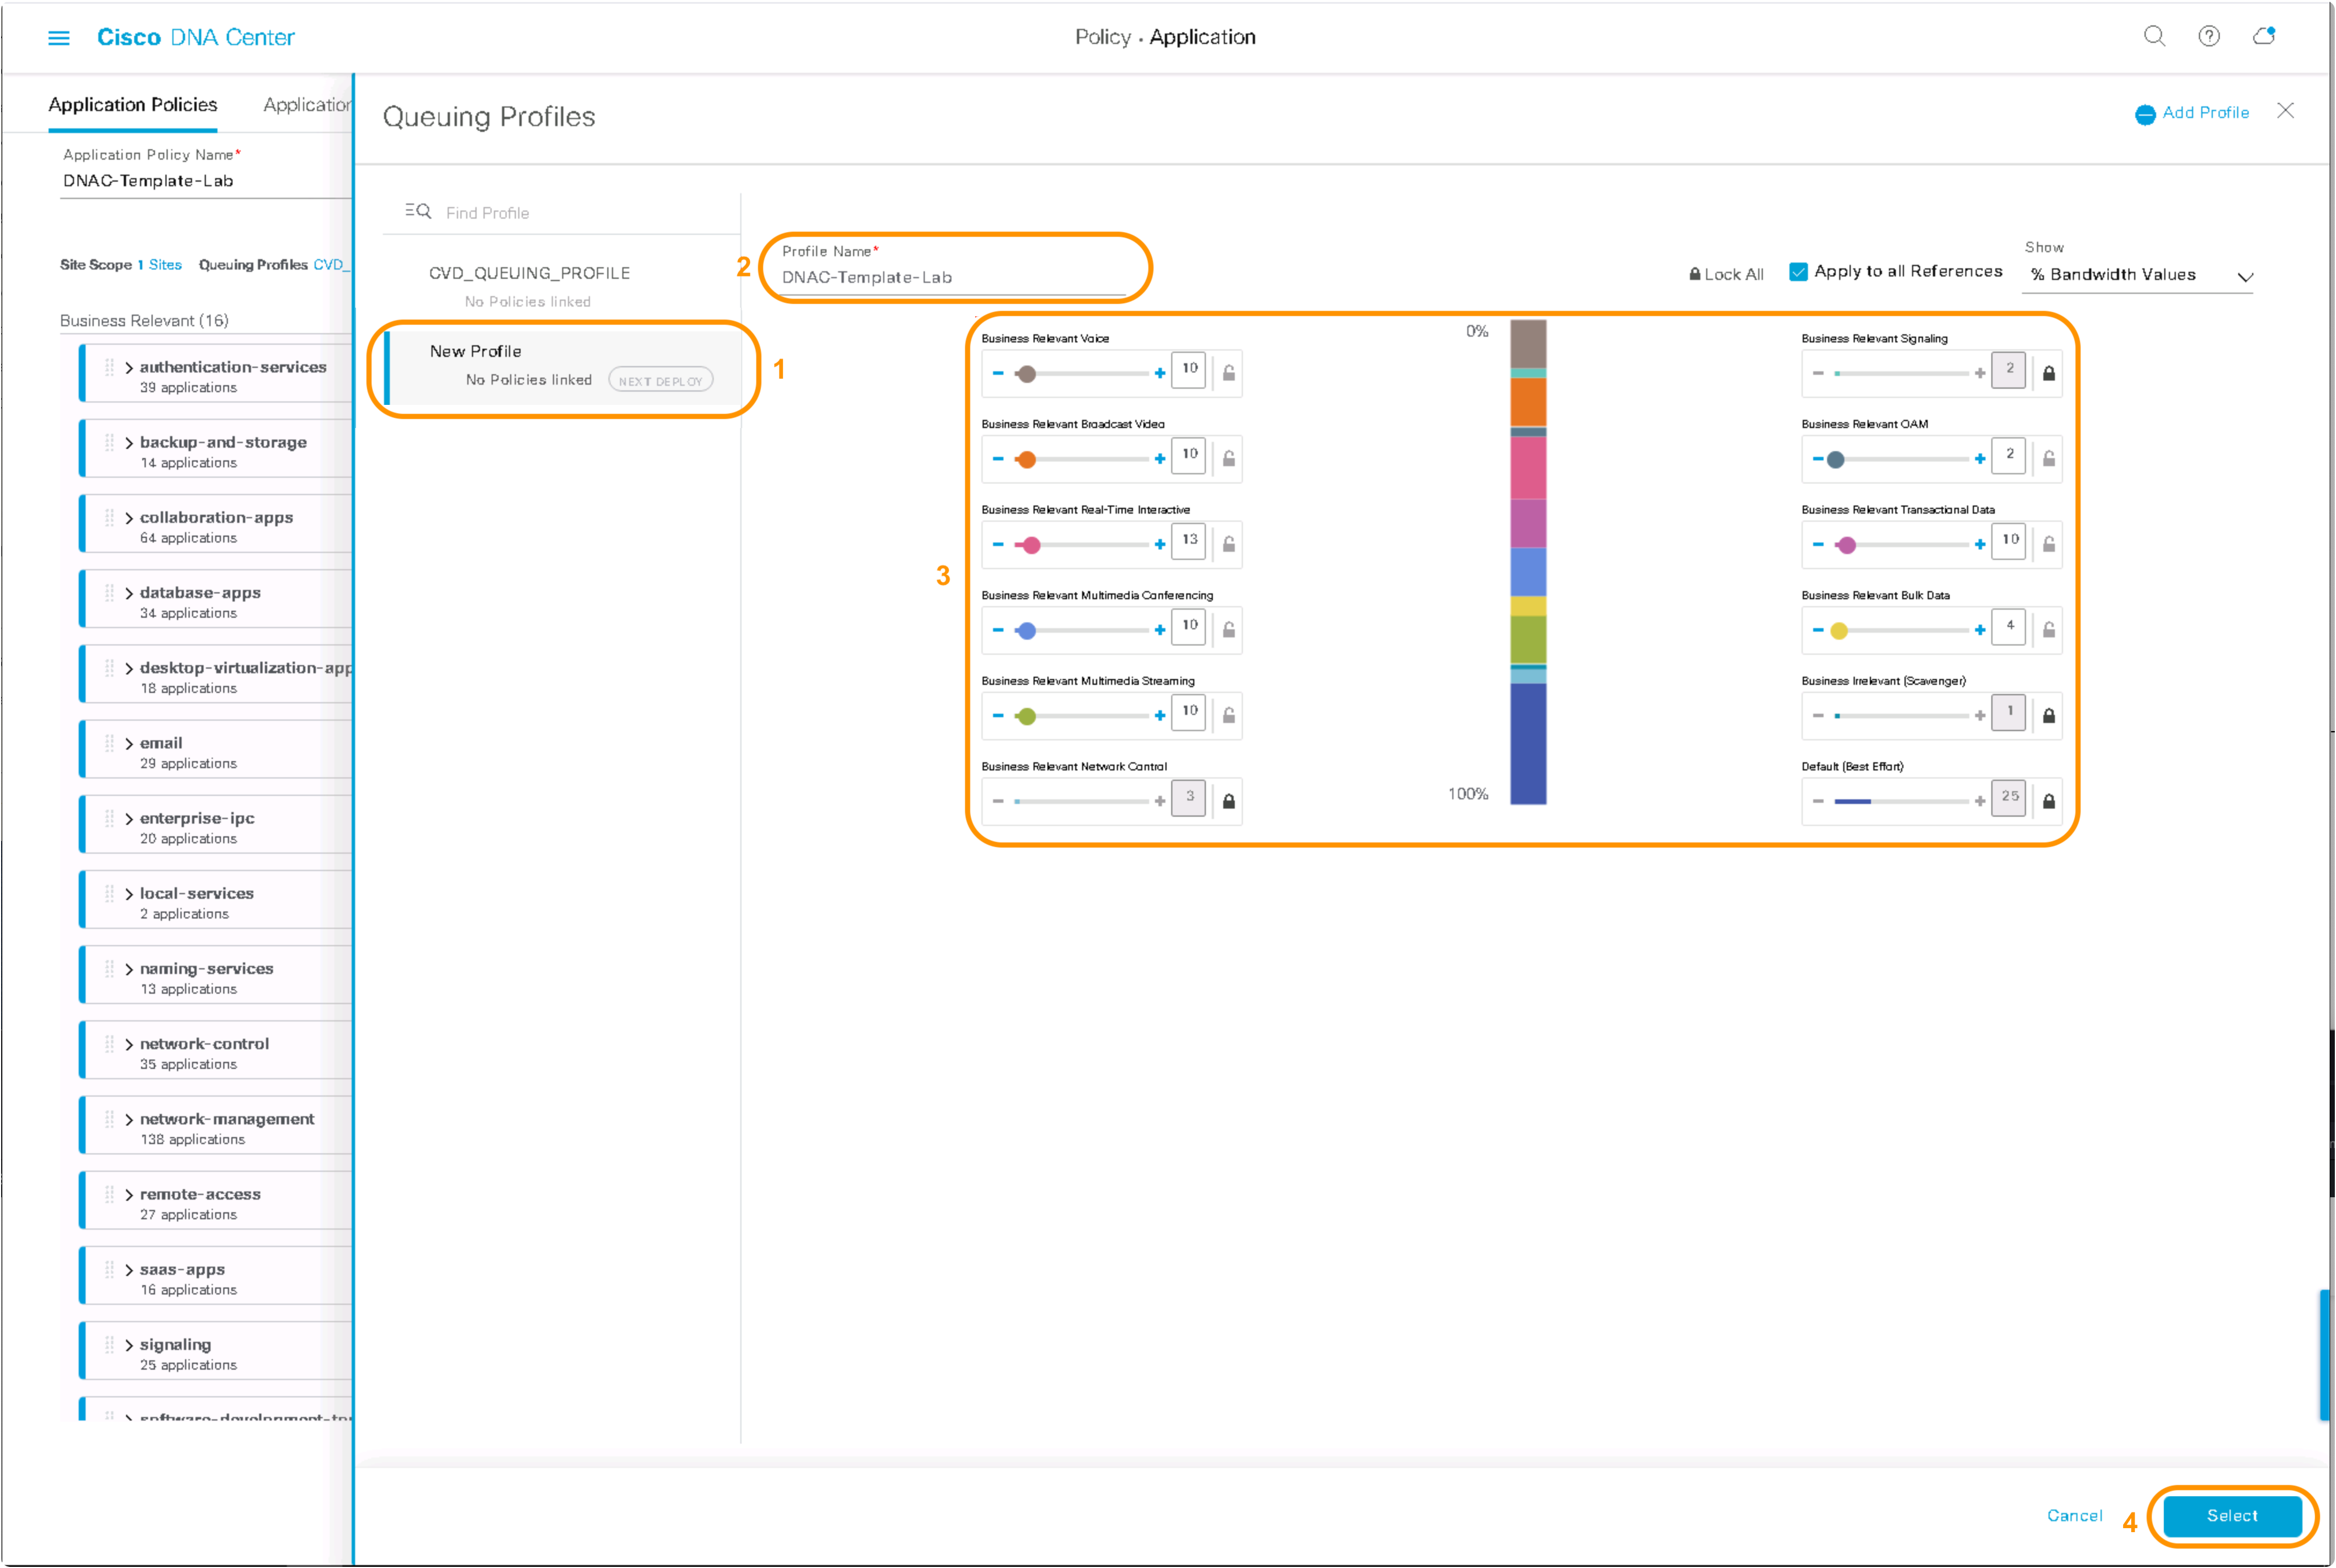 Cisco DNA Center
Policy · Application
Application Policies Application
Application Policy Name*
DNAC-Template-Lab
Site Scope 1 Sites Queuing Profiles CVD_
Business Relevant (16)
authentication-services
39 applications
backup-and-storage
14 applications
collaboration-apps
64 applications
database-apps
34 applications
desktop-virtualization-app
18 applications
email
29 applications
enterprise-ipc
20 applications
local-services
2 applications
naming-services
13 applications
network-control
35 applications
network-management
138 applications
remote-access
27 applications
saas-apps
16 applications
signaling
25 applications
Queuing Profiles
Add Profile
Find Profile
CVD_QUEUING_PROFILE
No Policies linked
New Profile
No Policies linked NEXT DEPLOY
1
2
Profile Name*
DNAC-Template-Lab
Lock All
Apply to all References
Show
% Bandwidth Values
3
Business Relevant Voice
10
Business Relevant Broadcast Video
10
Business Relevant Real-Time Interactive
13
Business Relevant Multimedia Conferencing
10
Business Relevant Multimedia Streaming
10
Business Relevant Network Control
3
0%
100%
Business Relevant Signaling
2
Business Relevant OAM
2
Business Relevant Transactional Data
10
Business Relevant Bulk Data
4
Business Irrelevant (Scavenger)
1
Default (Best Effort)
25
Cancel
4
Select